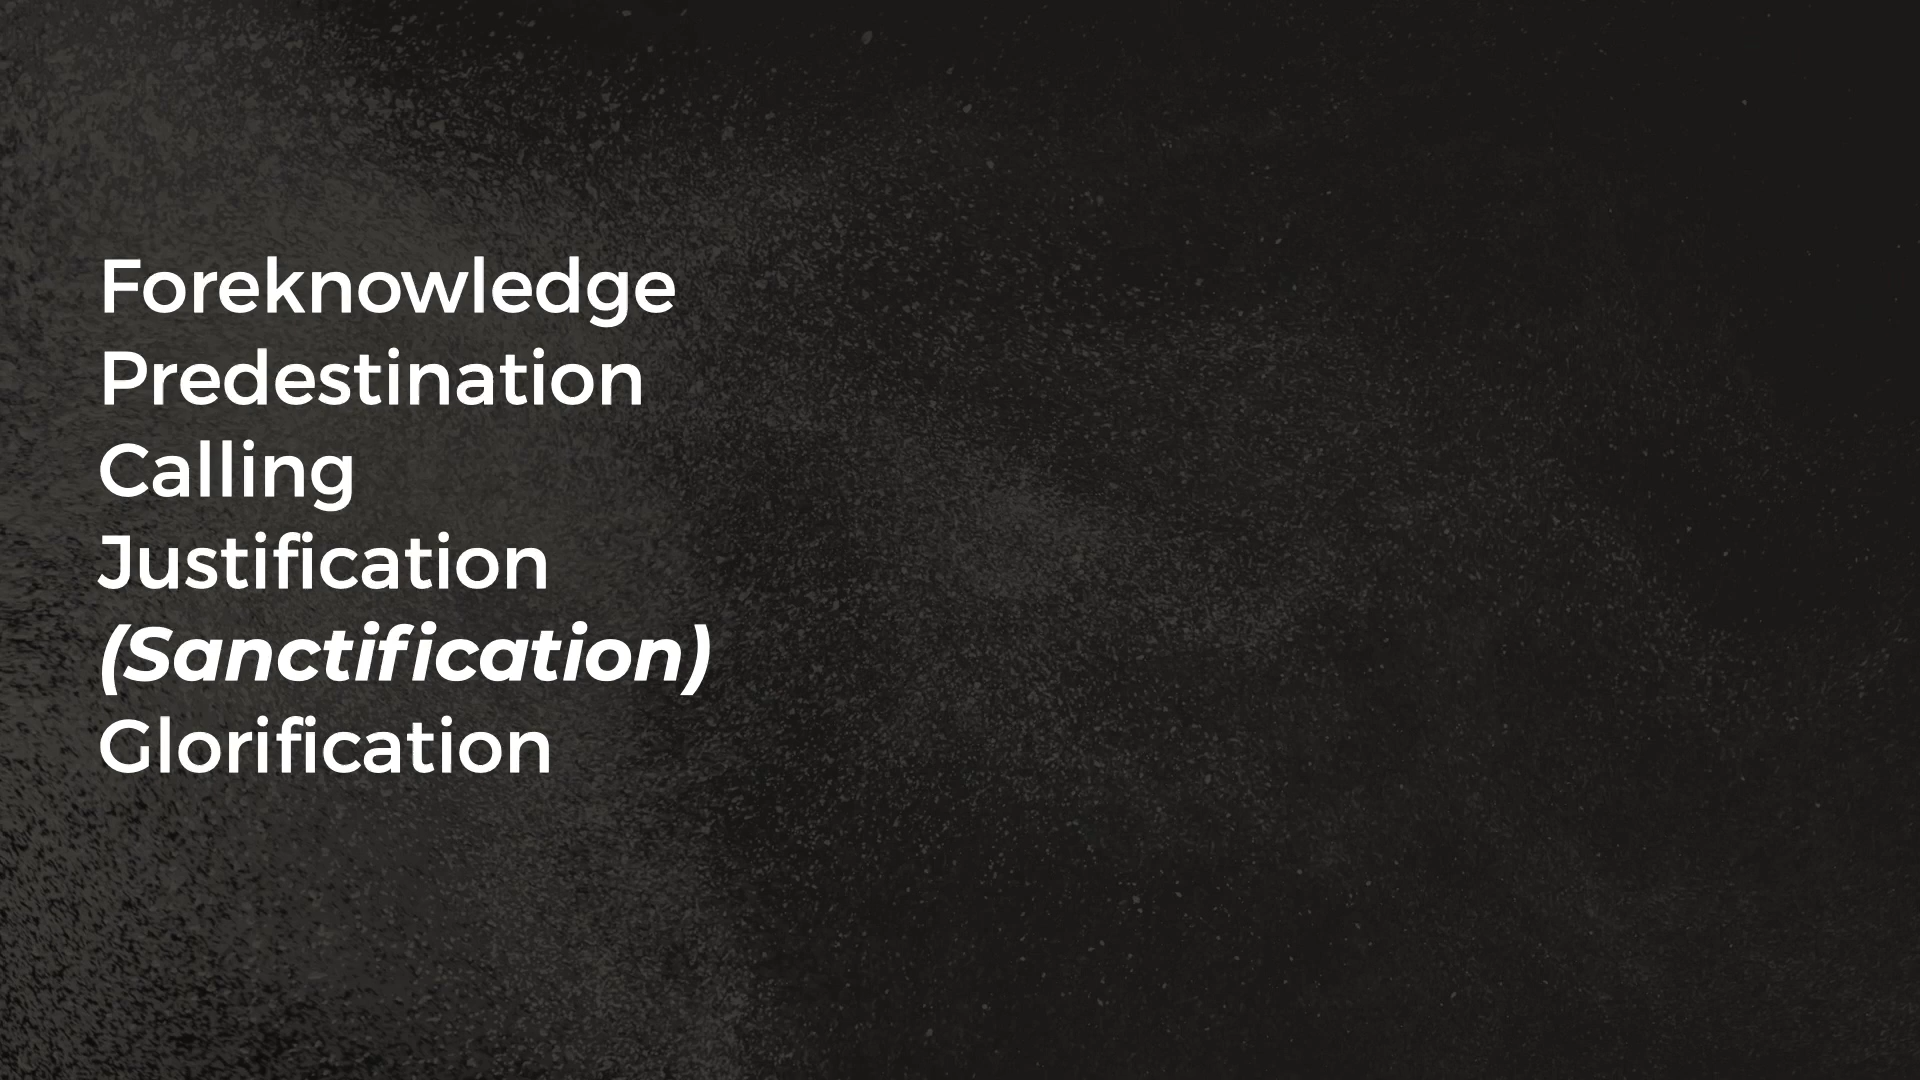 Foreknowledge
Predestination
Calling
Justification
(Sanctification)
Glorification